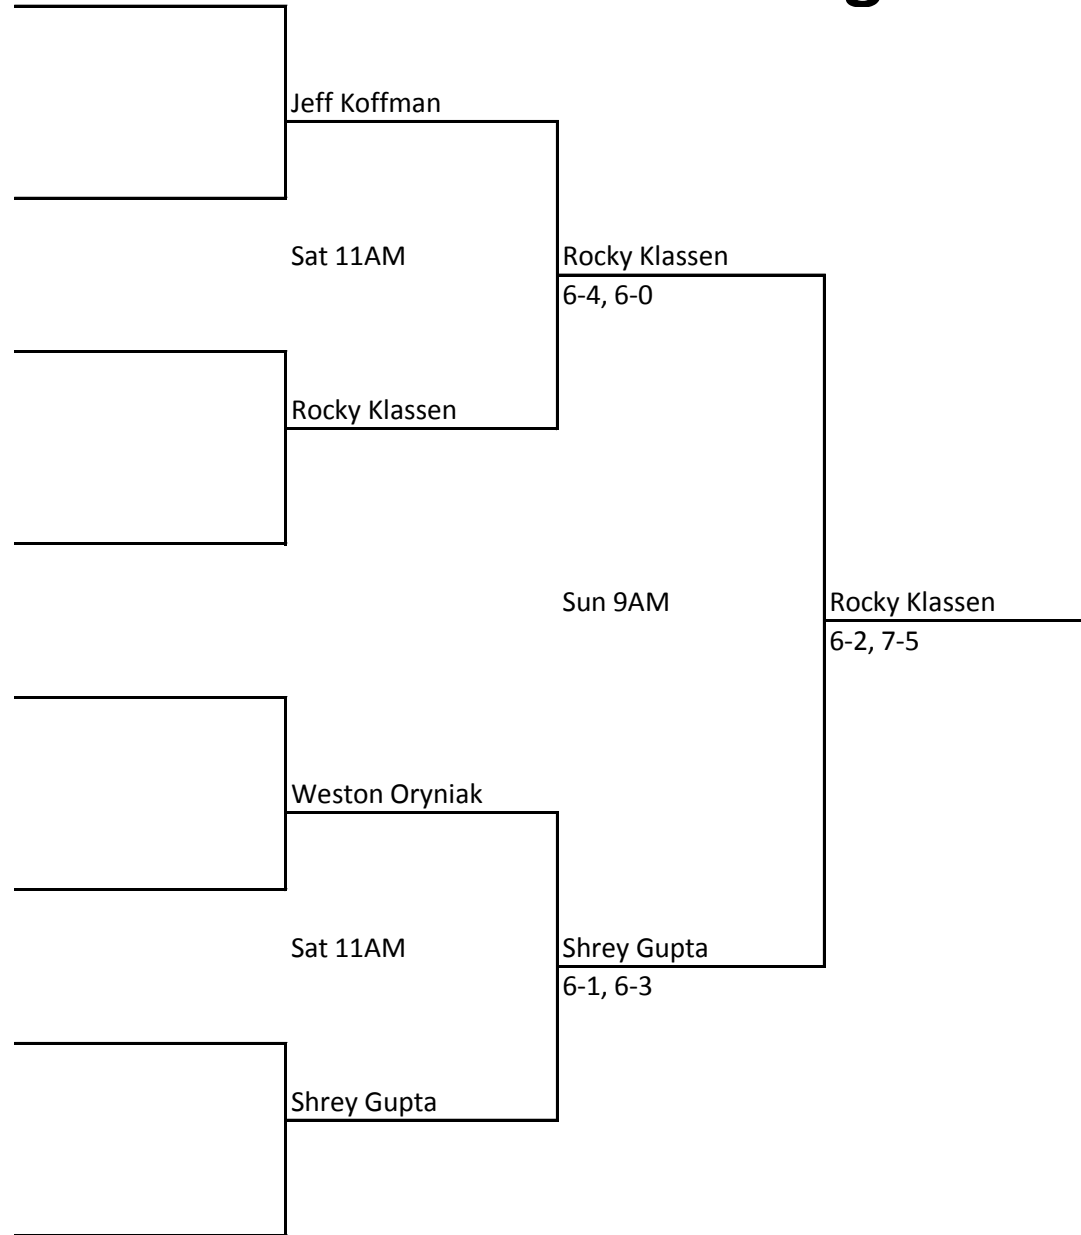 Jeff Koffman
Sat 11AM
Rocky Klassen
6-4, 6-0
Rocky Klassen
Sun 9AM
Rocky Klassen
6-2, 7-5
Weston Oryniak
Sat 11AM
Shrey Gupta
6-1, 6-3
Shrey Gupta